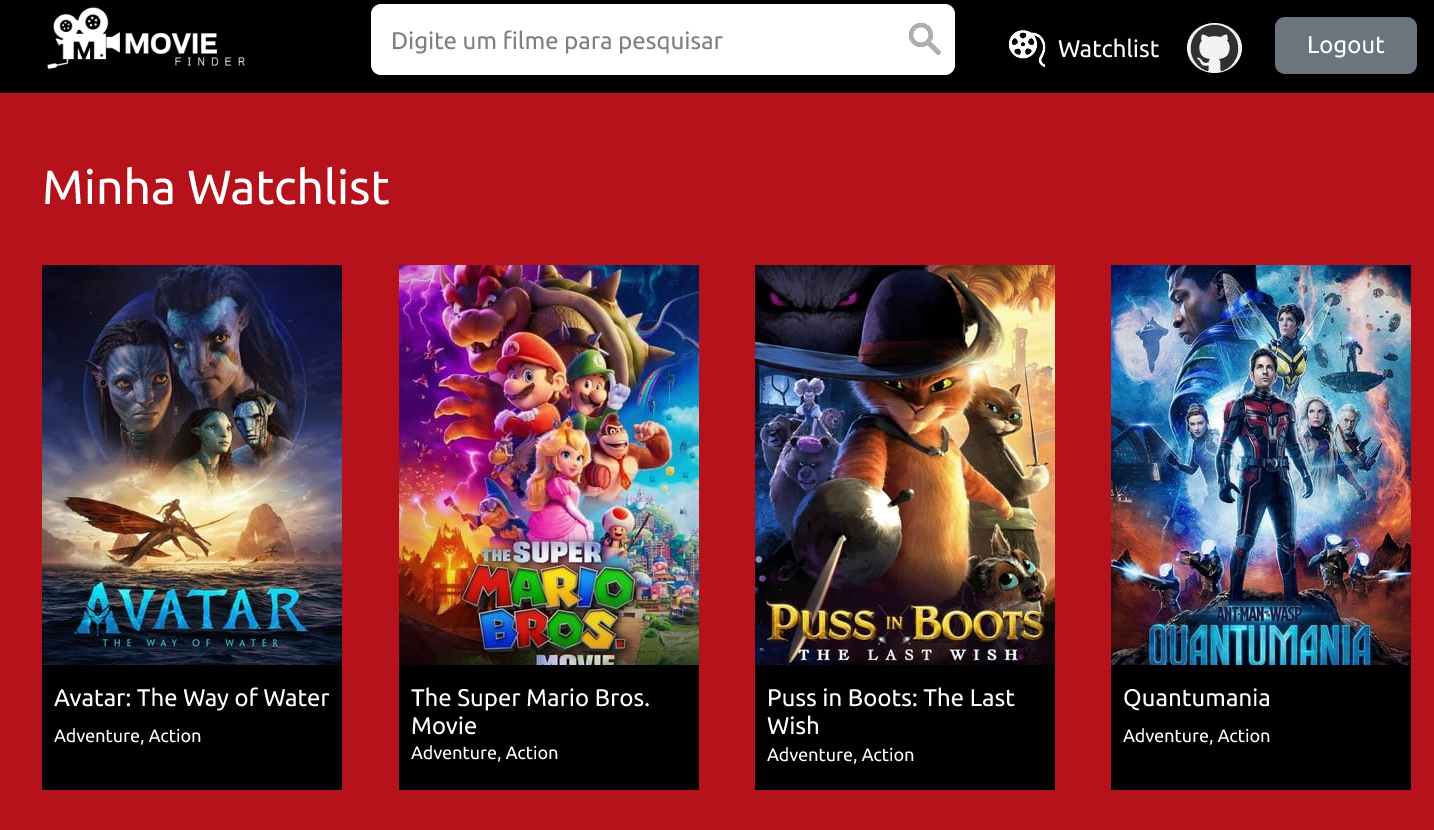 M.
MOVIE
FINDER
Digite um filme para pesquisar
Watchlist
Logout
Minha Watchlist
AVATAR
THE WAY OF WATER
THE SUPER
MARIO
BROS.
MOVIE
PUSS IN BOOTS
THE LAST WISH
ANT-MAN WASP
QUANTUMANIA
Avatar: The Way of Water
Adventure, Action
The Super Mario Bros.
Movie
Adventure, Action
Puss in Boots: The Last
Wish
Adventure, Action
Quantumania
Adventure, Action